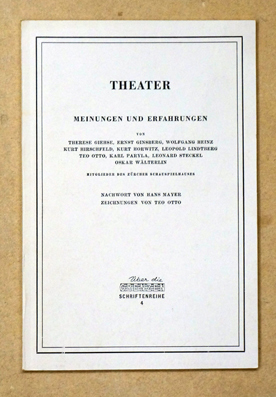 THEATER
MEINUNGEN UND ERFAHRUNGEN
VON
THERESE GIEHSE, ERNST GINSBERG, WOLFGANG HEINZ
KURT HIRSCHFELD, KURT HORWITZ, LEOPOLD LINDTBERG
TEO OTTO, KARL PARYLA, LEONARD STECKEL
OSKAR WÄLTERLIN
MITGLIEDER DES ZÜRCHER SCHAUSPIELHAUSES
NACHWORT VON HANS MAYER
ZEICHNUNGEN VON TEO OTTO
Über die
SCHRIFTENREIHE
4